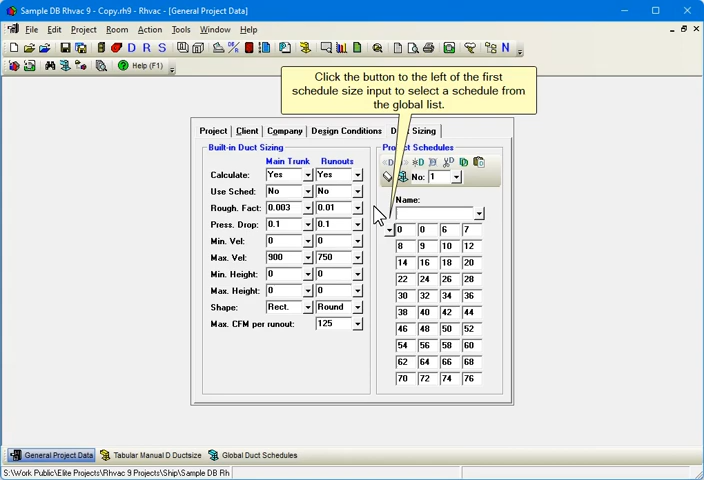 Sample DB Rhvac 9 - Copy.rh9 - Rhvac - [General Project Data]
File Edit Project Room Action Tools Window Help
D R S N
Help (F1)
Click the button to the left of the first
schedule size input to select a schedule from
the global list.
Project Client Company Design Conditions Sizing
Built-in Duct Sizing
Main Trunk Runouts
Calculate: Yes Yes
Use Sched: No No
Rough. Fact: 0.003 0.01
Press. Drop: 0.1 0.1
Min. Vel: 0 0
Max. Vel: 900 750
Min. Height: 0 0
Max. Height: 0 0
Shape: Rect. Round
Max. CFM per runout: 125
Project Schedules
No: 1
Name:
0 0 6 7
8 9 10 12
14 16 18 20
22 24 26 28
30 32 34 36
38 40 42 44
46 48 50 52
54 56 58 60
62 64 66 68
70 72 74 76
General Project Data Tabular Manual D Ductsize Global Duct Schedules
S:\Work Public\Elite Projects\Rhvac 9 Projects\Ship\Sample DB Rh